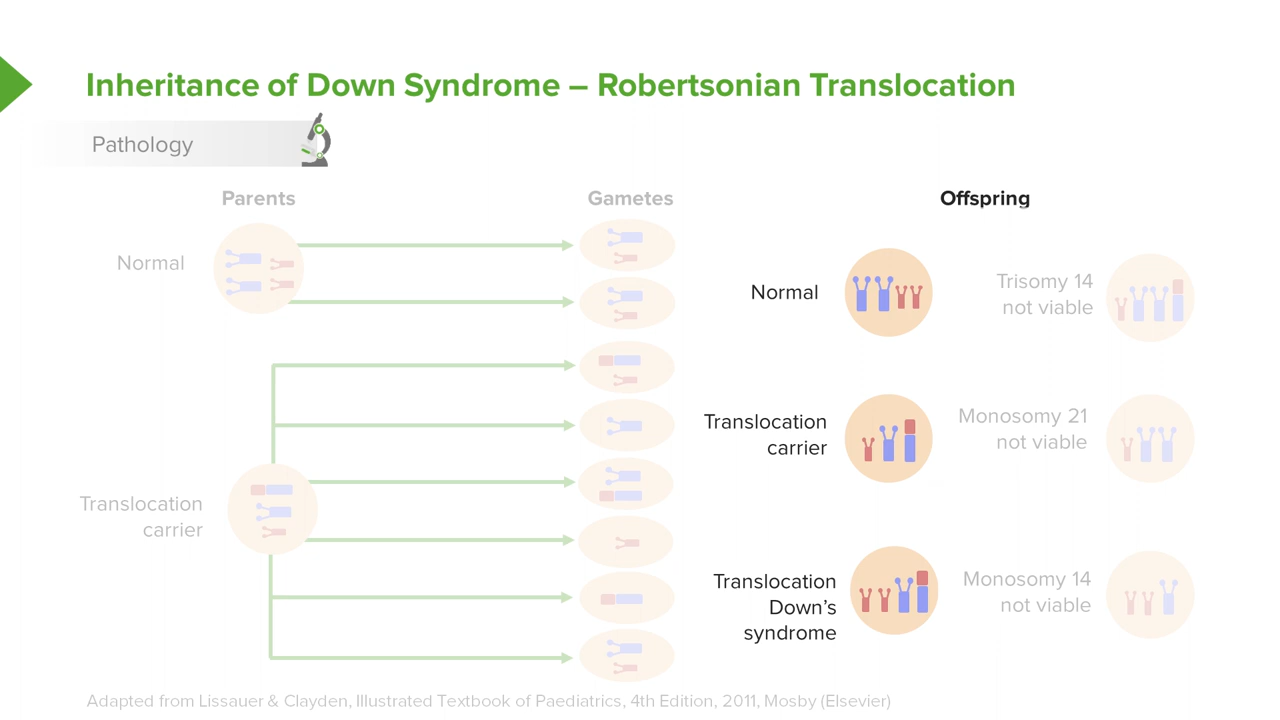 Inheritance of Down Syndrome – Robertsonian Translocation
Pathology
Parents
Gametes
Offspring
Normal
Translocation
carrier
Normal
Translocation
carrier
Translocation
Down's
syndrome
Trisomy 14
not viable
Monosomy 21
not viable
Monosomy 14
not viable
Adapted from Lissauer & Clayden, Illustrated Textbook of Paediatrics, 4th Edition, 2011, Mosby (Elsevier)